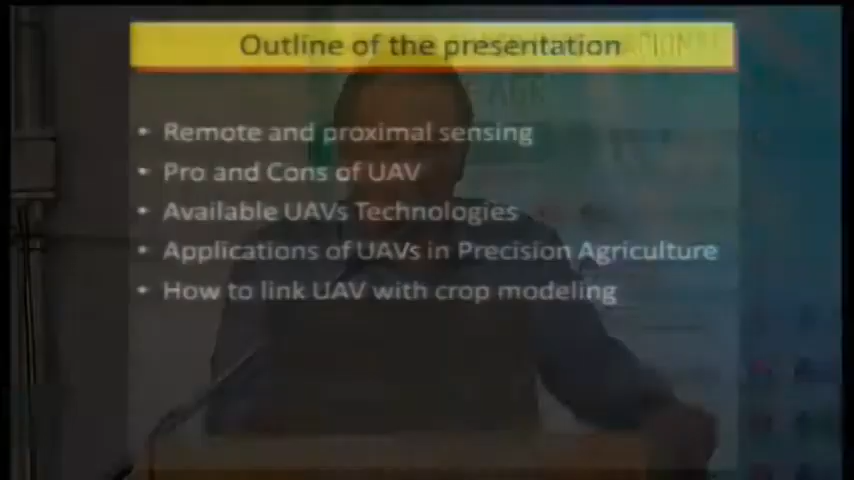 Outline of the presentation
• Remote and proximal sensing
• Pro and Cons of UAV
• Available UAVs Technologies
• Applications of UAVs in Precision Agriculture
• How to link UAV with crop modeling